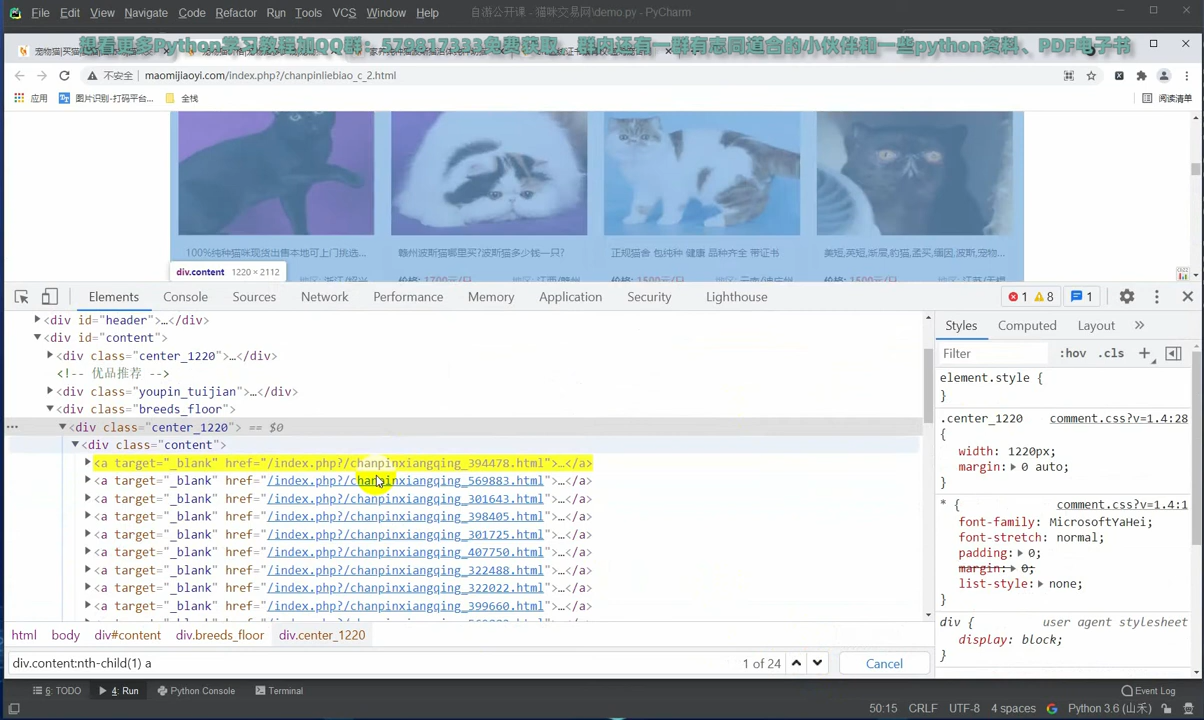 File Edit View Navigate Code Refactor Run Tools VCS Window Help 自游公开课 - 猫咪交易网\demo py - PyCharm
想看更多Python学习教程加QQ群：579817333免费获取，群内还有一群有志同道合的小伙伴和一些python资料、PDF电子书
不安全 maomijiaoyi.com/index.php?/chanpinliebiao_c_2.html
应用 图片识别-打码平台... 全栈 阅读清单
100%纯种猫咪现货出售本地可上门挑选... 赣州波斯猫哪里买?波斯猫多少钱一只? 正规猫舍 包纯种 健康 品种齐全 带证书 美短,英短,渐层,豹猫,孟买,缅因,波斯,宠物...
div.content 1220 × 2112
Elements Console Sources Network Performance Memory Application Security Lighthouse 1 8 1
<div id="header">…</div>
<div id="content">
<div class="center_1220">…</div>
<!-- 优品推荐 -->
<div class="youpin_tuijian">…</div>
<div class="breeds_floor">
<div class="center_1220"> == $0
<div class="content">
<a target="_blank" href="/index.php?/chanpinxiangqing_394478.html">…</a>
<a target="_blank" href="/index.php?/chanpinxiangqing_569883.html">…</a>
<a target="_blank" href="/index.php?/chanpinxiangqing_301643.html">…</a>
<a target="_blank" href="/index.php?/chanpinxiangqing_398405.html">…</a>
<a target="_blank" href="/index.php?/chanpinxiangqing_301725.html">…</a>
<a target="_blank" href="/index.php?/chanpinxiangqing_407750.html">…</a>
<a target="_blank" href="/index.php?/chanpinxiangqing_322488.html">…</a>
<a target="_blank" href="/index.php?/chanpinxiangqing_322022.html">…</a>
<a target="_blank" href="/index.php?/chanpinxiangqing_399660.html">…</a>
html body div#content div.breeds_floor div.center_1220
div.content:nth-child(1) a 1 of 24 Cancel
Styles Computed Layout »
Filter :hov .cls +
element.style {
}
.center_1220 comment.css?v=1.4:28
{
width: 1220px;
margin: 0 auto;
}
* comment.css?v=1.4:1
{
font-family: MicrosoftYaHei;
font-stretch: normal;
padding: 0;
margin: 0;
list-style: none;
}
div { user agent stylesheet
display: block;
}
6: TODO 4: Run Python Console Terminal Event Log
50:15 CRLF UTF-8 4 spaces Python 3.6 (山禾)